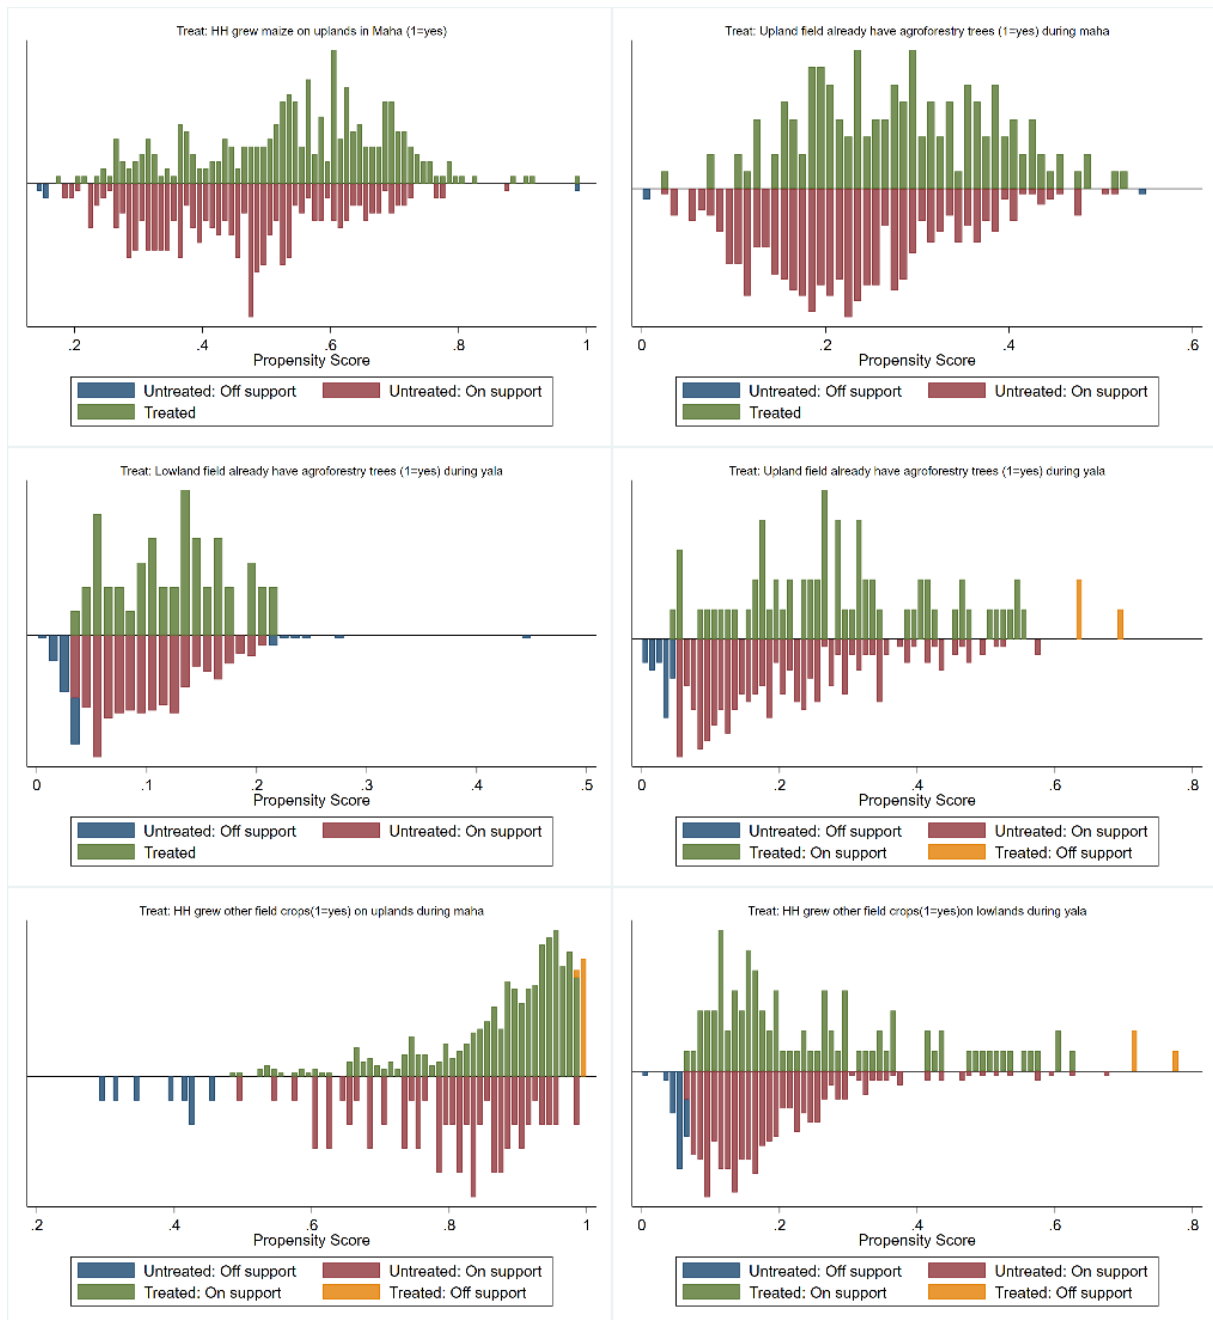 Treat: HH grew maize on uplands in Maha (1=yes)
.2 .4 .6 .8 1
Propensity Score
Untreated: Off support Untreated: On support
Treated
Treat: Upland field already have agroforestry trees (1=yes) during maha
0 .2 .4 .6
Propensity Score
Untreated: Off support Untreated: On support
Treated
Treat: Lowland field already have agroforestry trees (1=yes) during yala
0 .1 .2 .3 .4 .5
Propensity Score
Untreated: Off support Untreated: On support
Treated
Treat: Upland field already have agroforestry trees (1=yes) during yala
0 .2 .4 .6 .8
Propensity Score
Untreated: Off support Untreated: On support
Treated: On support Treated: Off support
Treat: HH grew other field crops(1=yes) on uplands during maha
.2 .4 .6 .8 1
Propensity Score
Untreated: Off support Untreated: On support
Treated: On support Treated: Off support
Treat: HH grew other field crops(1=yes)on lowlands during yala
0 .2 .4 .6 .8
Propensity Score
Untreated: Off support Untreated: On support
Treated: On support Treated: Off support